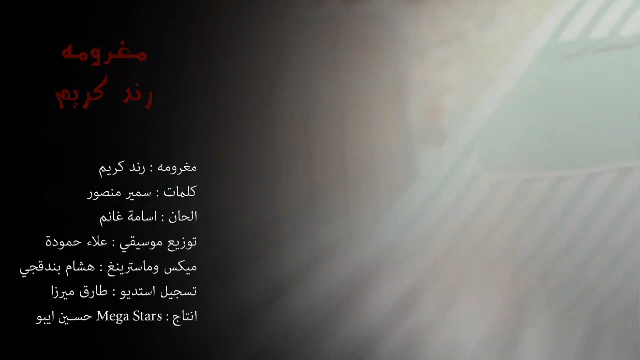 مغرومه
رند كريم
مغرومه : رند كريم
كلمات : سمير منصور
الحان : اسامة غانم
توزيع موسيقي : علاء حمودة
ميكس وماسترينغ : هشام بندقجي
تسجيل استديو : طارق ميرزا
انتاج : Mega Stars حسين ايبو